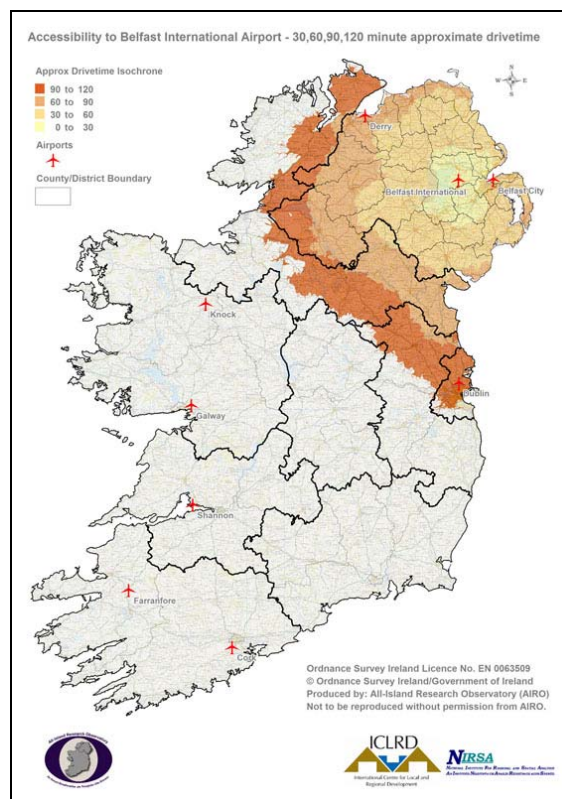 Accessibility to Belfast International Airport - 30,60,90,120 minute approximate drivetime
Approx Drivetime Isochrone
90 to 120
60 to 90
30 to 60
0 to 30
Airports
County/District Boundary
Derry
Belfast International
Belfast City
Knock
Dublin
Galway
Shannon
Farranfore
Cork
Ordnance Survey Ireland Licence No. EN 0063509
© Ordnance Survey Ireland/Government of Ireland
Produced by: All-Island Research Observatory (AIRO)
Not to be reproduced without permission from AIRO.
All-Island Research Observatory
ICLRD
International Centre for Local and
Regional Development
NIRSA